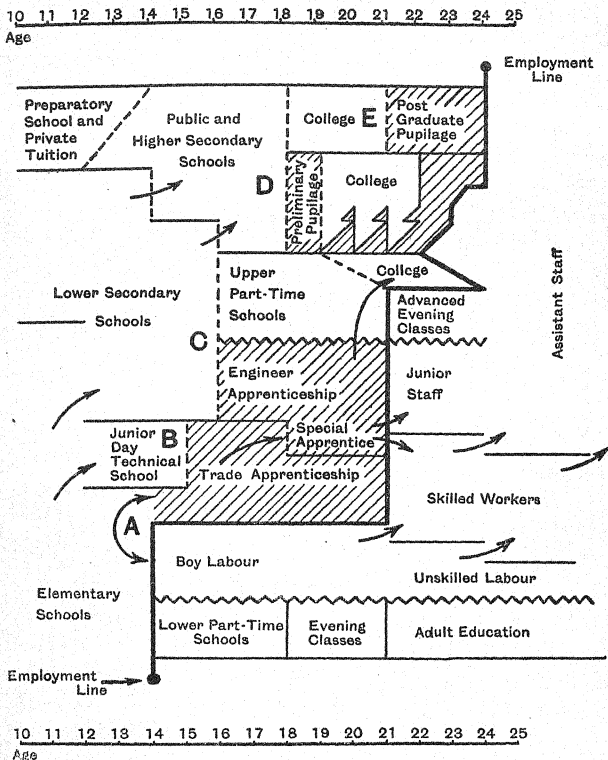 10 11 12 13 14 15 16 17 18 19 20 21 22 23 24 25
Age
Employment
Line
Preparatory
School and
Private
Tuition
Public and
Higher Secondary
Schools
College E
Post
Graduate
Pupilage
D
Preliminary
Pupilage
College
Upper
Part-Time
Schools
College
Lower Secondary
Schools
Advanced
Evening
Classes
Assistant Staff
C
Engineer
Apprenticeship
Junior
Staff
Junior
Day
Technical
School
B
Special
Apprentice
Trade Apprenticeship
Skilled Workers
A
Boy Labour
Unskilled Labour
Elementary
Schools
Lower Part-Time
Schools
Evening
Classes
Adult Education
Employment
Line
10 11 12 13 14 15 16 17 18 19 20 21 22 23 24 25
Age